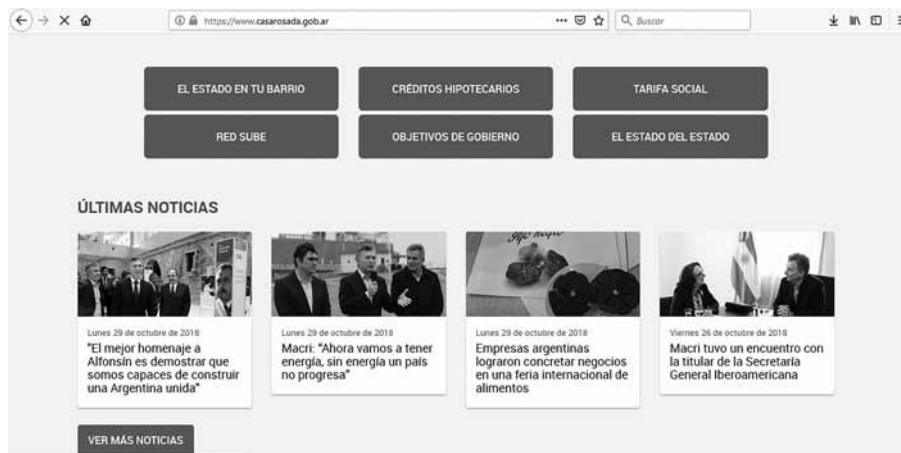 https://www.casarosada.gob.ar
Buscar
EL ESTADO EN TU BARRIO
CRÉDITOS HIPOTECARIOS
TARIFA SOCIAL
RED SUBE
OBJETIVOS DE GOBIERNO
EL ESTADO DEL ESTADO
ÚLTIMAS NOTICIAS
Lunes 29 de octubre de 2018
"El mejor homenaje a
Alfonsín es demostrar que
somos capaces de construir
una Argentina unida"
Lunes 29 de octubre de 2018
Macri: "Ahora vamos a tener
energía, sin energía un país
no progresa"
Ajo negro
Lunes 29 de octubre de 2018
Empresas argentinas
lograron concretar negocios
en una feria internacional de
alimentos
Viernes 26 de octubre de 2018
Macri tuvo un encuentro con
la titular de la Secretaría
General Iberoamericana
VER MÁS NOTICIAS